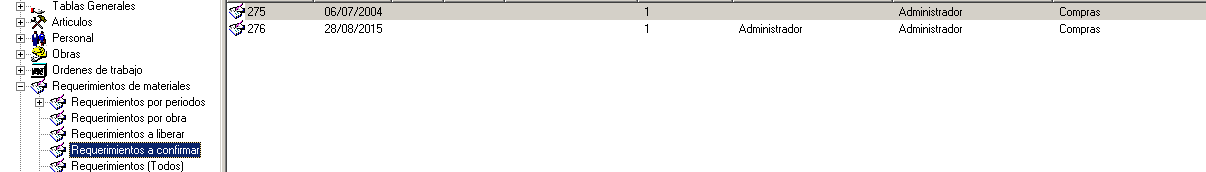 Tablas Generales
Articulos
Personal
Obras
Ordenes de trabajo
Requerimientos de materiales
Requerimientos por periodos
Requerimientos por obra
Requerimientos a liberar
Requerimientos a confirmar
Requerimientos (Todos)
275 06/07/2004 1 Administrador Compras
276 28/08/2015 1 Administrador Administrador Compras